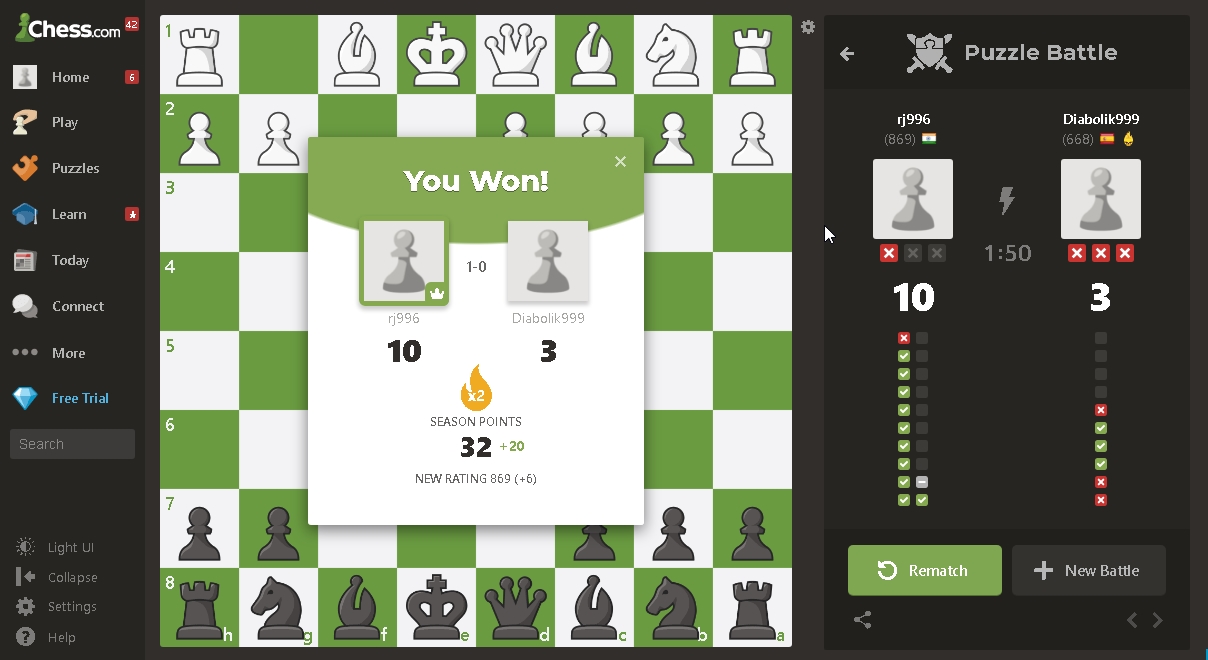 Chess.com 42
Home 6
Play
Puzzles
Learn
Today
Connect
More
Free Trial
Search
Light UI
Collapse
Settings
Help
1
2
3
4
5
6
7
8
h g f e d c b a
You Won!
×
1-0
rj996 Diabolik999
10 3
x2
SEASON POINTS
32 +20
NEW RATING 869 (+6)
Puzzle Battle
rj996 Diabolik999
(869) (668)
1:50
10 3
Rematch
New Battle